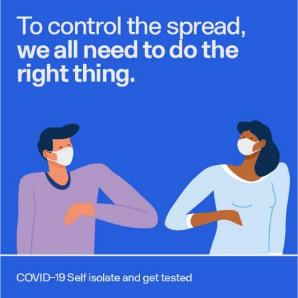 To control the spread,
we all need to do the
right thing.
COVID-19 Self isolate and get tested